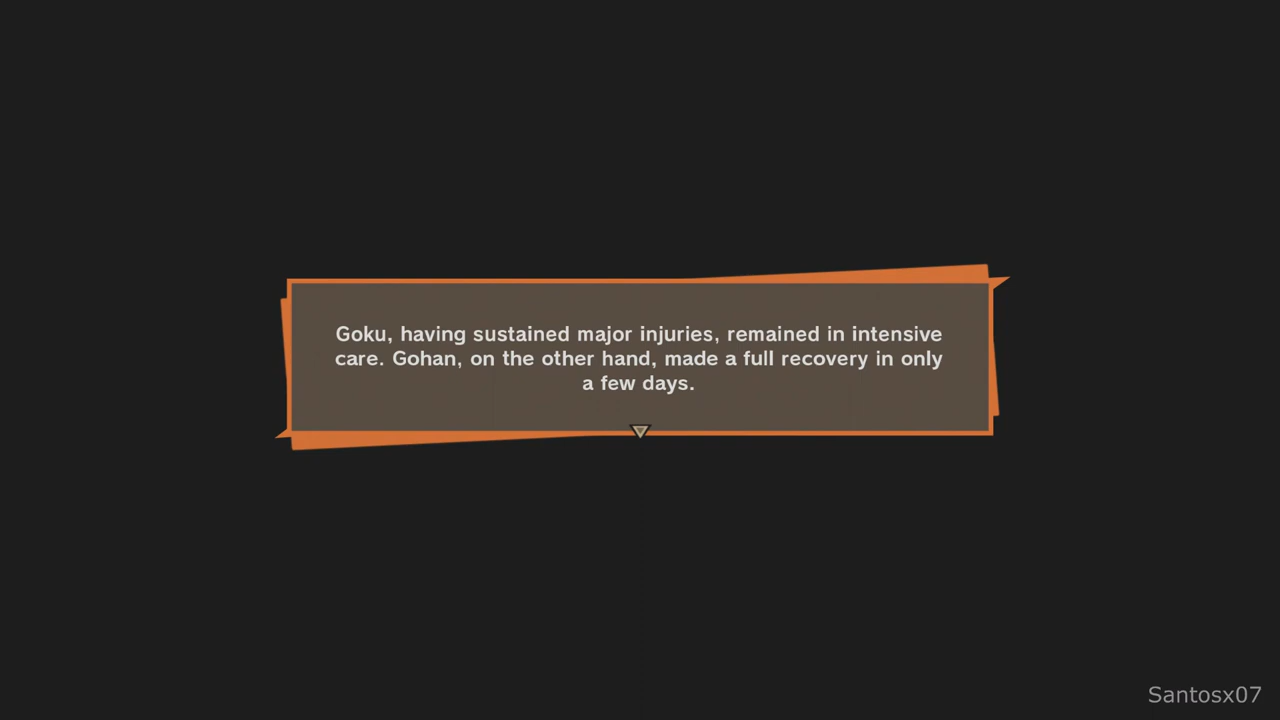 Goku, having sustained major injuries, remained in intensive
care. Gohan, on the other hand, made a full recovery in only
a few days.
Santosx07